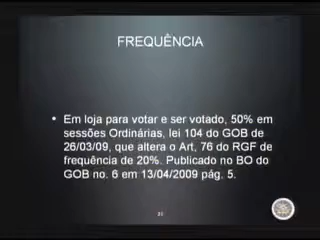 FREQUÊNCIA
• Em loja para votar e ser votado, 50% em
sessões Ordinárias, lei 104 do GOB de
26/03/09, que altera o Art, 76 do RGF de
frequência de 20%. Publicado no BO do
GOB no. 6 em 13/04/2009 pág. 5.